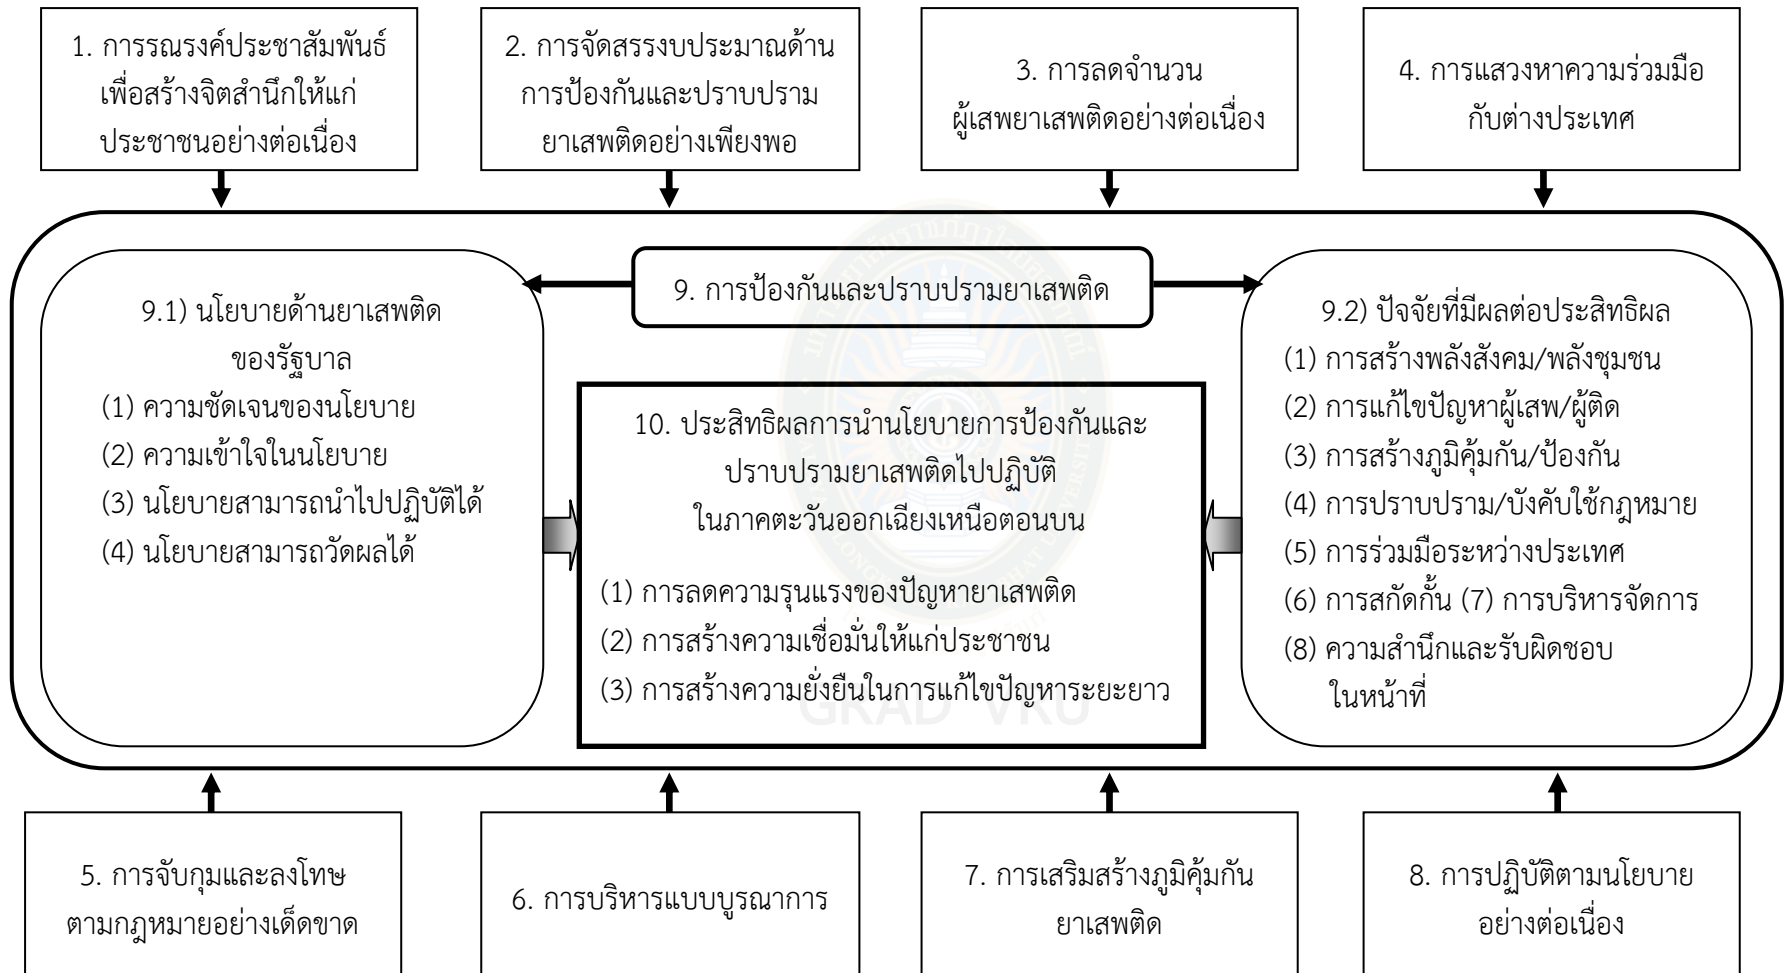 1. การรณรงค์ประชาสัมพันธ์
เพื่อสร้างจิตสำนึกให้แก่
ประชาชนอย่างต่อเนื่อง
2. การจัดสรรงบประมาณด้าน
การป้องกันและปราบปราม
ยาเสพติดอย่างเพียงพอ
3. การลดจำนวน
ผู้เสพยาเสพติดอย่างต่อเนื่อง
4. การแสวงหาความร่วมมือ
กับต่างประเทศ
9. การป้องกันและปราบปรามยาเสพติด
9.1) นโยบายด้านยาเสพติด
ของรัฐบาล
(1) ความชัดเจนของนโยบาย
(2) ความเข้าใจในนโยบาย
(3) นโยบายสามารถนำไปปฏิบัติได้
(4) นโยบายสามารถวัดผลได้
10. ประสิทธิผลการนำนโยบายการป้องกันและ
ปราบปรามยาเสพติดไปปฏิบัติ
ในภาคตะวันออกเฉียงเหนือตอนบน
(1) การลดความรุนแรงของปัญหายาเสพติด
(2) การสร้างความเชื่อมั่นให้แก่ประชาชน
(3) การสร้างความยั่งยืนในการแก้ไขปัญหาระยะยาว
9.2) ปัจจัยที่มีผลต่อประสิทธิผล
(1) การสร้างพลังสังคม/พลังชุมชน
(2) การแก้ไขปัญหาผู้เสพ/ผู้ติด
(3) การสร้างภูมิคุ้มกัน/ป้องกัน
(4) การปราบปราม/บังคับใช้กฎหมาย
(5) การร่วมมือระหว่างประเทศ
(6) การสกัดกั้น (7) การบริหารจัดการ
(8) ความสำนึกและรับผิดชอบ
ในหน้าที่
GRAD VRU
5. การจับกุมและลงโทษ
ตามกฎหมายอย่างเด็ดขาด
6. การบริหารแบบบูรณาการ
7. การเสริมสร้างภูมิคุ้มกัน
ยาเสพติด
8. การปฏิบัติตามนโยบาย
อย่างต่อเนื่อง